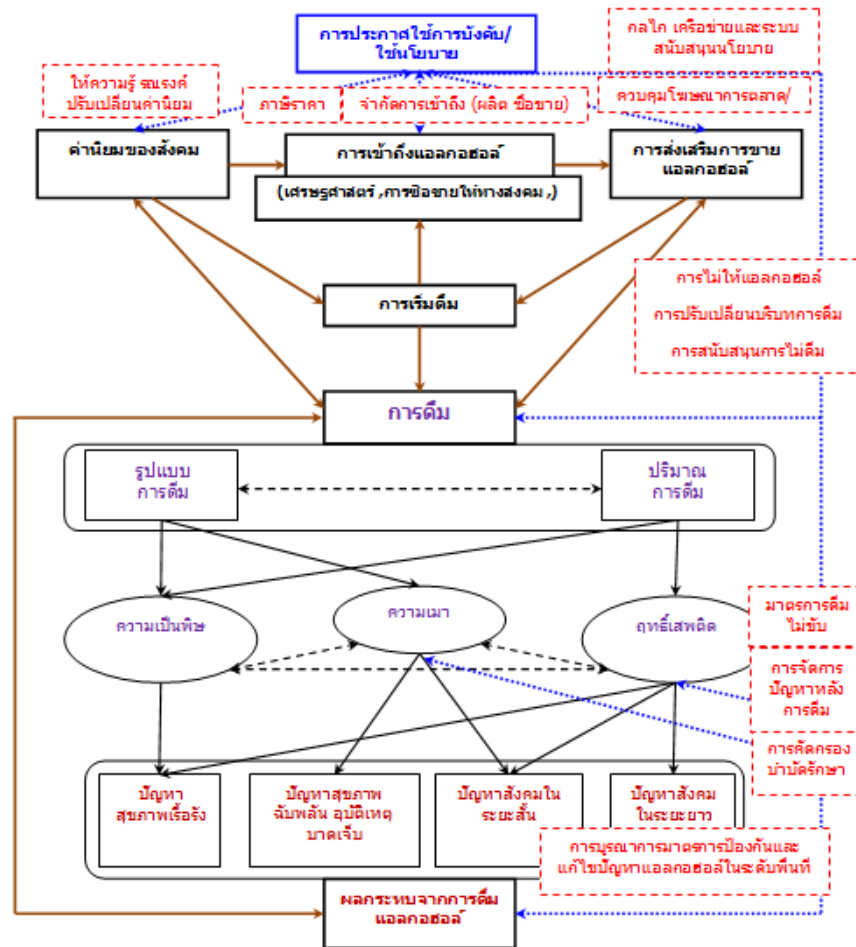 การประกาศใช้การบังคับ/
ใช้นโยบาย
กลไก เครือข่ายและระบบ
สนับสนุนนโยบาย
ให้ความรู้ รณรงค์
ปรับเปลี่ยนค่านิยม
ภาษีราคา
จำกัดการเข้าถึง (ผลิต ซื้อขาย)
ควบคุมโฆษณาการตลาด/
ค่านิยมของสังคม
การเข้าถึงแอลกอฮอล์
การส่งเสริมการขาย
แอลกอฮอล์
(เศรษฐศาสตร์ ,การซื้อขายให้ทางสังคม ,)
การไม่ให้แอลกอฮอล์
การปรับเปลี่ยนบริบทการดื่ม
การสนับสนุนการไม่ดื่ม
การเริ่มดื่ม
การดื่ม
รูปแบบ
การดื่ม
ปริมาณ
การดื่ม
ความเป็นพิษ
ความเมา
ฤทธิ์เสพติด
มาตรการดื่ม
ไม่ขับ
การจัดการ
ปัญหาหลัง
การดื่ม
การคัดกรอง
บำบัดรักษา
ปัญหา
สุขภาพเรื้อรัง
ปัญหาสุขภาพ
ฉับพลัน อุบัติเหตุ
บาดเจ็บ
ปัญหาสังคมใน
ระยะสั้น
ปัญหาสังคม
ในระยะยาว
การบูรณาการมาตรการป้องกันและ
แก้ไขปัญหาแอลกอฮอล์ในระดับพื้นที่
ผลกระทบจากการดื่ม
แอลกอฮอล์